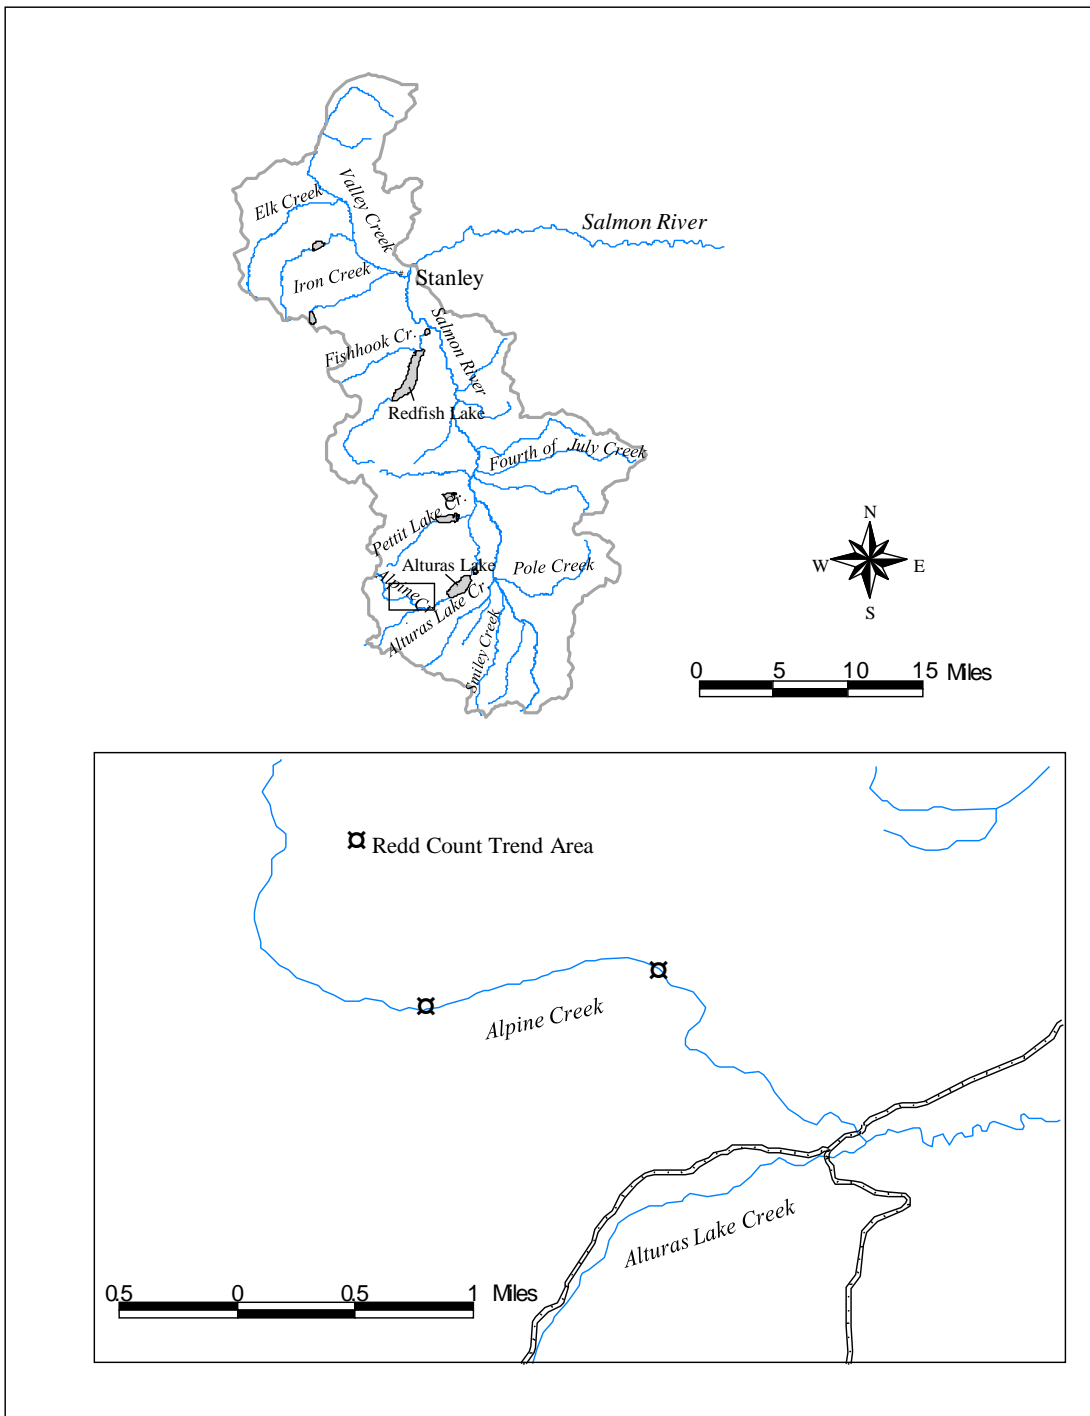 Elk Creek
Valley Creek
Salmon River
Iron Creek
Stanley
Fishhook Cr.
Salmon River
Redfish Lake
Fourth of July Creek
Pettit Lake Cr.
Alturas Lake
Pole Creek
Alpine Cr.
Alturas Lake Cr.
Smiley Creek
N
W E
S
0 5 10 15 Miles
Redd Count Trend Area
Alpine Creek
Alturas Lake Creek
0.5 0 0.5 1 Miles